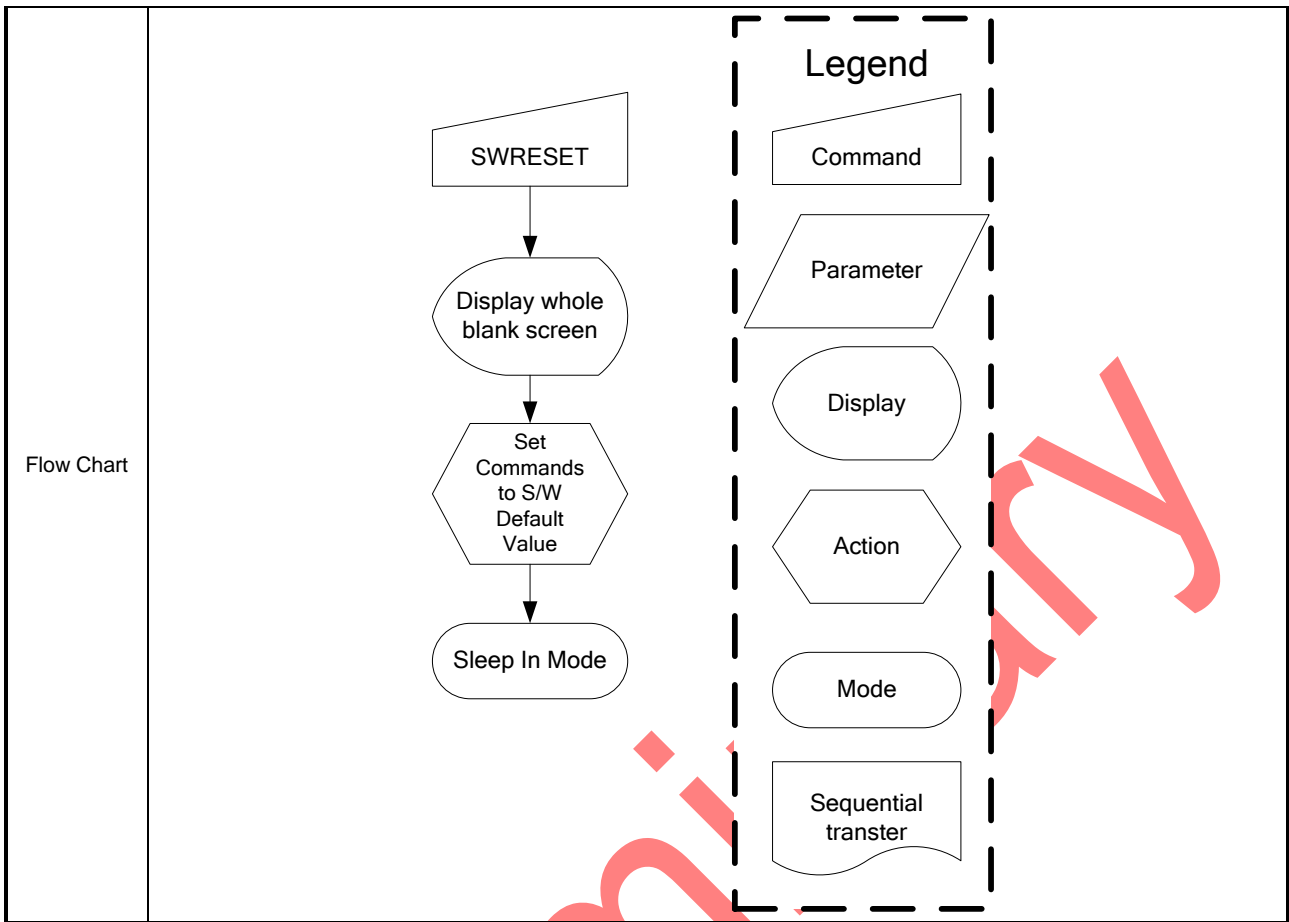 Flow Chart
SWRESET
Display whole
blank screen
Set
Commands
to S/W
Default
Value
Sleep In Mode
Legend
Command
Parameter
Display
Action
Mode
Sequential
transter